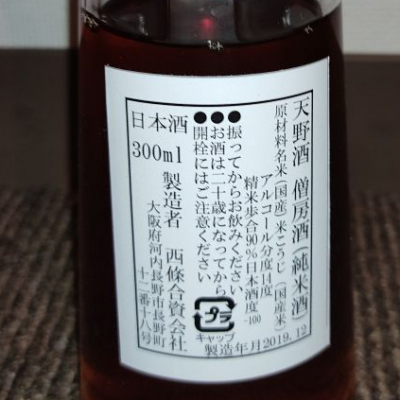 天野酒 僧房酒 (純米酒)
原材料名 米(国産) 米こうじ(国産米)
アルコール分度14度
精米歩合90% 日本酒度-100
●振ってからお飲みください
●お酒は二十歳になってから
●開栓にはご注意ください
プラ
キャップ
製造年月2019.12
日本酒
300ml
製造者 西條合資会社
大阪府河内長野市長野町
十二番十八号